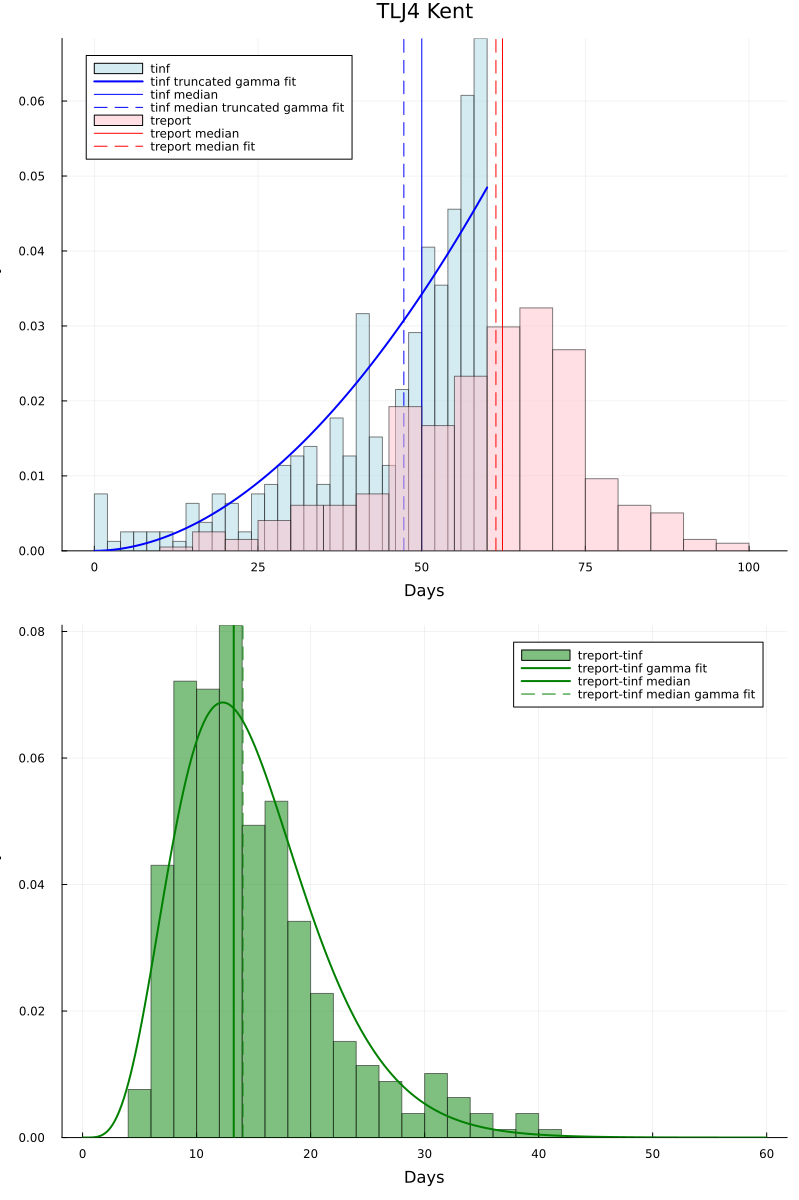 TLJ4 Kent
tinf
tinf truncated gamma fit
tinf median
tinf median truncated gamma fit
treport
treport median
treport median fit
0.06
0.05
0.04
0.03
0.02
0.01
0.00
0 25 50 75 100
Days
treport-tinf
treport-tinf gamma fit
treport-tinf median
treport-tinf median gamma fit
0.08
0.06
0.04
0.02
0.00
0 10 20 30 40 50 60
Days